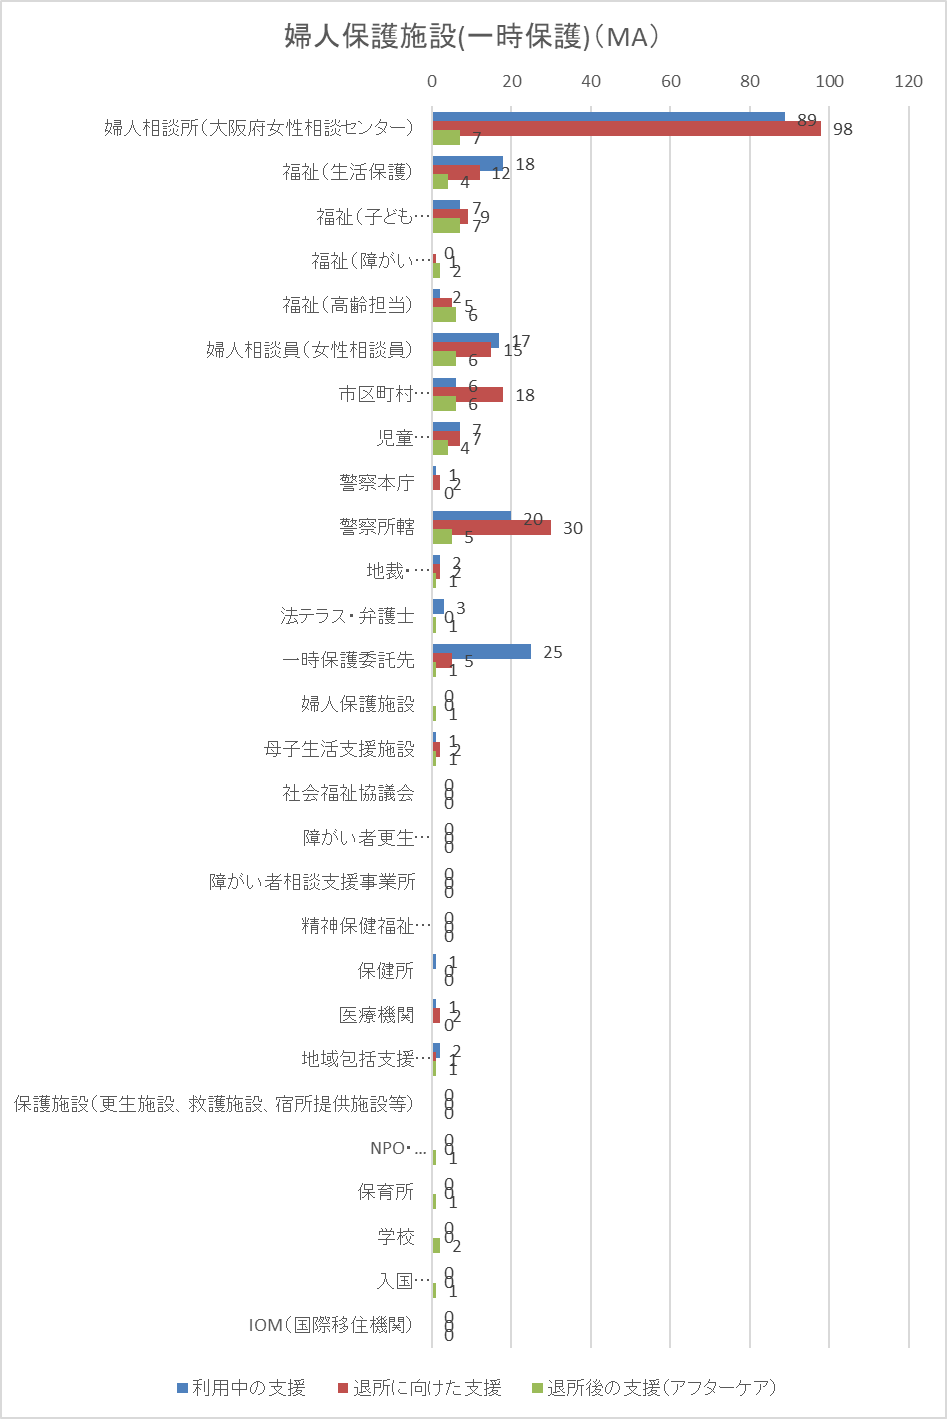 婦人保護施設(一時保護)(MA)
0 20 40 60 80 100 120
婦人相談所(大阪府女性相談センター) 89 98 7
福祉(生活保護) 18 12 4
福祉(子ども… 7 9 7
福祉(障がい… 0 1 2
福祉(高齢担当) 2 5 6
婦人相談員(女性相談員) 17 15 6
市区町村… 6 18 6
児童… 7 7 4
警察本庁 1 2 0
警察所轄 20 30 5
地裁・… 2 2 1
法テラス・弁護士 3 0 1
一時保護委託先 25 5 1
婦人保護施設 0 0 1
母子生活支援施設 1 2 1
社会福祉協議会 0 0 0
障がい者更生… 0 0 0
障がい者相談支援事業所 0 0 0
精神保健福祉… 0 0 0
保健所 1 0 0
医療機関 1 2 0
地域包括支援… 2 1 1
保護施設(更生施設、救護施設、宿所提供施設等) 0 0 0
NPO・… 0 0 1
保育所 0 0 1
学校 0 0 2
入国… 0 0 1
IOM(国際移住機関) 0 0 0
利用中の支援 退所に向けた支援 退所後の支援(アフターケア)